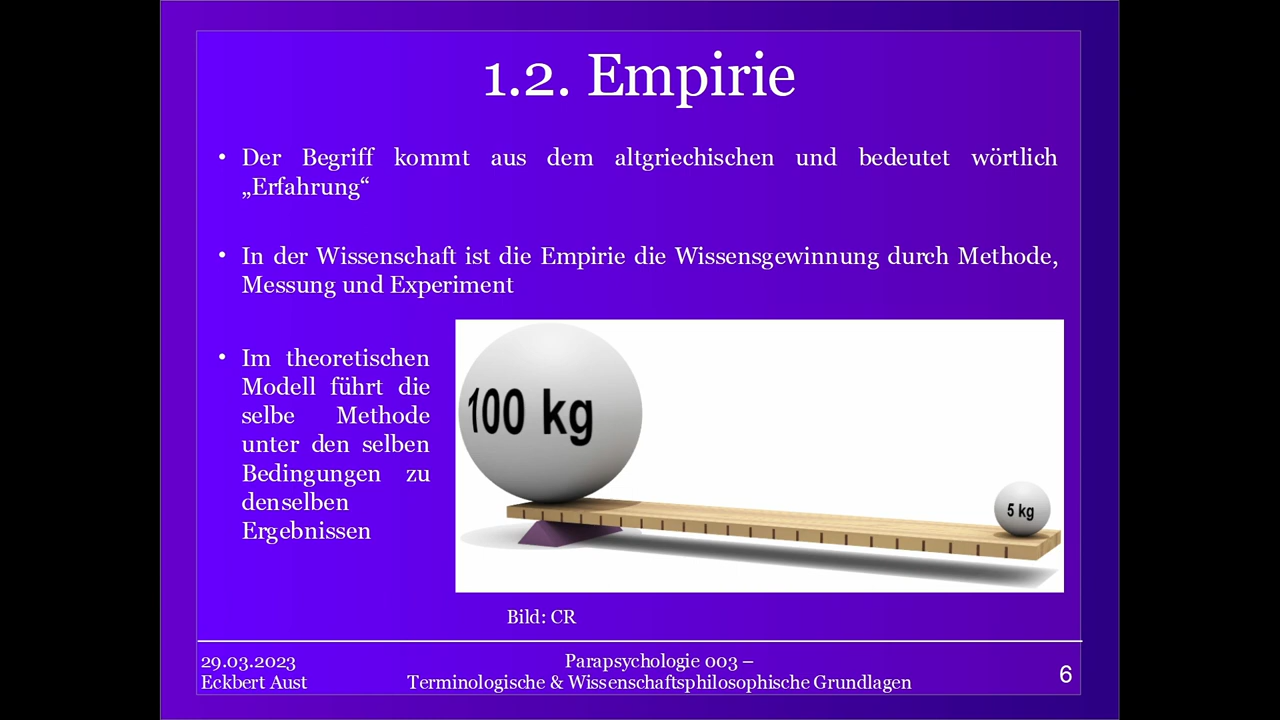 1.2. Empirie
• Der Begriff kommt aus dem altgriechischen und bedeutet wörtlich
„Erfahrung“
• In der Wissenschaft ist die Empirie die Wissensgewinnung durch Methode,
Messung und Experiment
• Im theoretischen
Modell führt die
selbe Methode
unter den selben
Bedingungen zu
denselben
Ergebnissen
100 kg
5 kg
Bild: CR
29.03.2023
Eckbert Aust
Parapsychologie 003 –
Terminologische & Wissenschaftsphilosophische Grundlagen
6